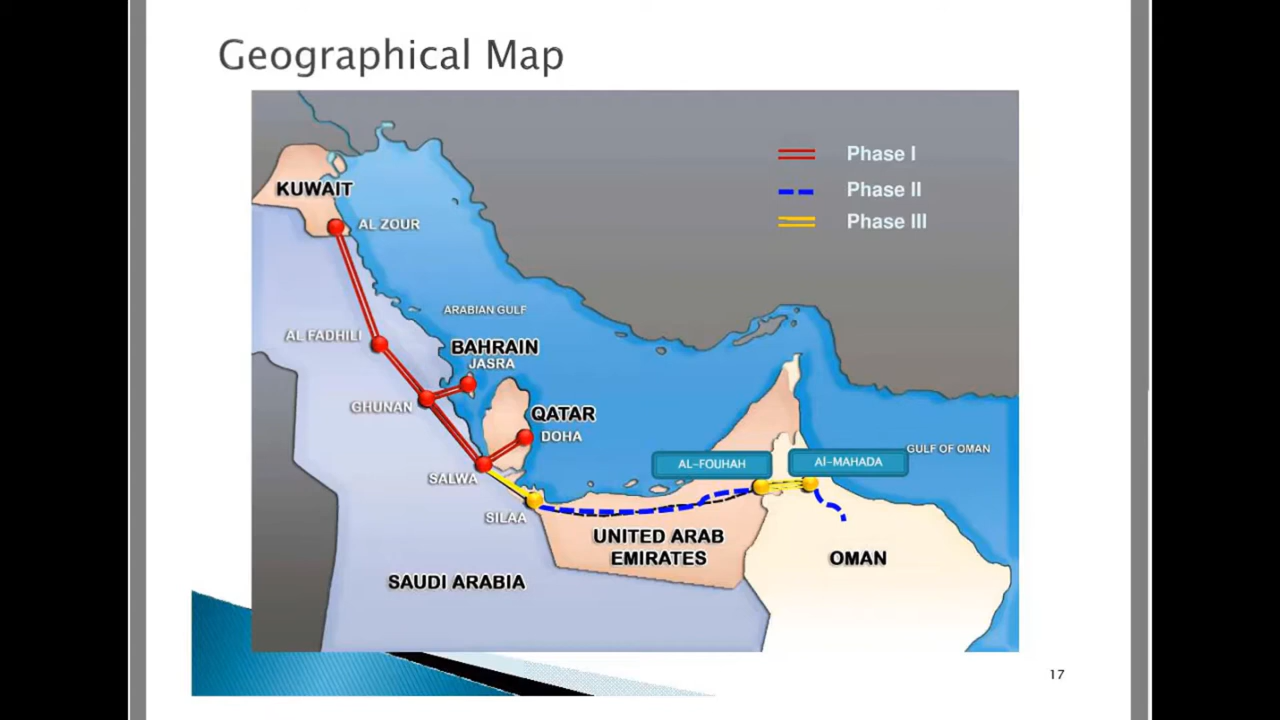 Geographical Map
Phase I
Phase II
Phase III
KUWAIT
AL ZOUR
ARABIAN GULF
AL FADHILI
BAHRAIN
JASRA
GHUNAN
QATAR
DOHA
SALWA
AL-FOUHAH
Al-MAHADA
GULF OF OMAN
SILAA
UNITED ARAB
EMIRATES
OMAN
SAUDI ARABIA
17